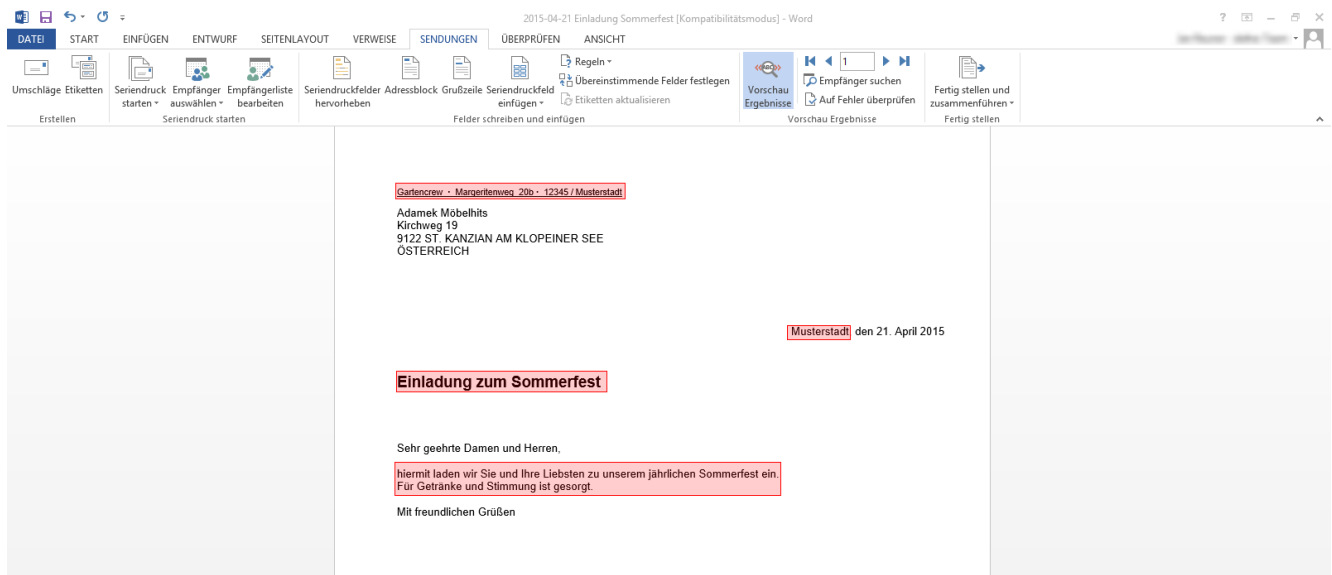 2015-04-21 Einladung Sommerfest [Kompatibilitätsmodus] - Word
DATEI START EINFÜGEN ENTWURF SEITENLAYOUT VERWEISE SENDUNGEN ÜBERPRÜFEN ANSICHT
Umschläge Etiketten
Erstellen
Seriendruck starten Empfänger auswählen Empfängerliste bearbeiten
Seriendruck starten
Seriendruckfelder hervorheben Adressblock Grußzeile Seriendruckfeld einfügen
Regeln
Übereinstimmende Felder festlegen
Etiketten aktualisieren
Felder schreiben und einfügen
ABC
Vorschau Ergebnisse
1
Empfänger suchen
Auf Fehler überprüfen
Vorschau Ergebnisse
Fertig stellen und zusammenführen
Fertig stellen
Gartencrew · Margeritenweg 20b · 12345 / Musterstadt
Adamek Möbelhits
Kirchweg 19
9122 ST. KANZIAN AM KLOPEINER SEE
ÖSTERREICH
Musterstadt den 21. April 2015
Einladung zum Sommerfest
Sehr geehrte Damen und Herren,
hiermit laden wir Sie und Ihre Liebsten zu unserem jährlichen Sommerfest ein.
Für Getränke und Stimmung ist gesorgt.
Mit freundlichen Grüßen